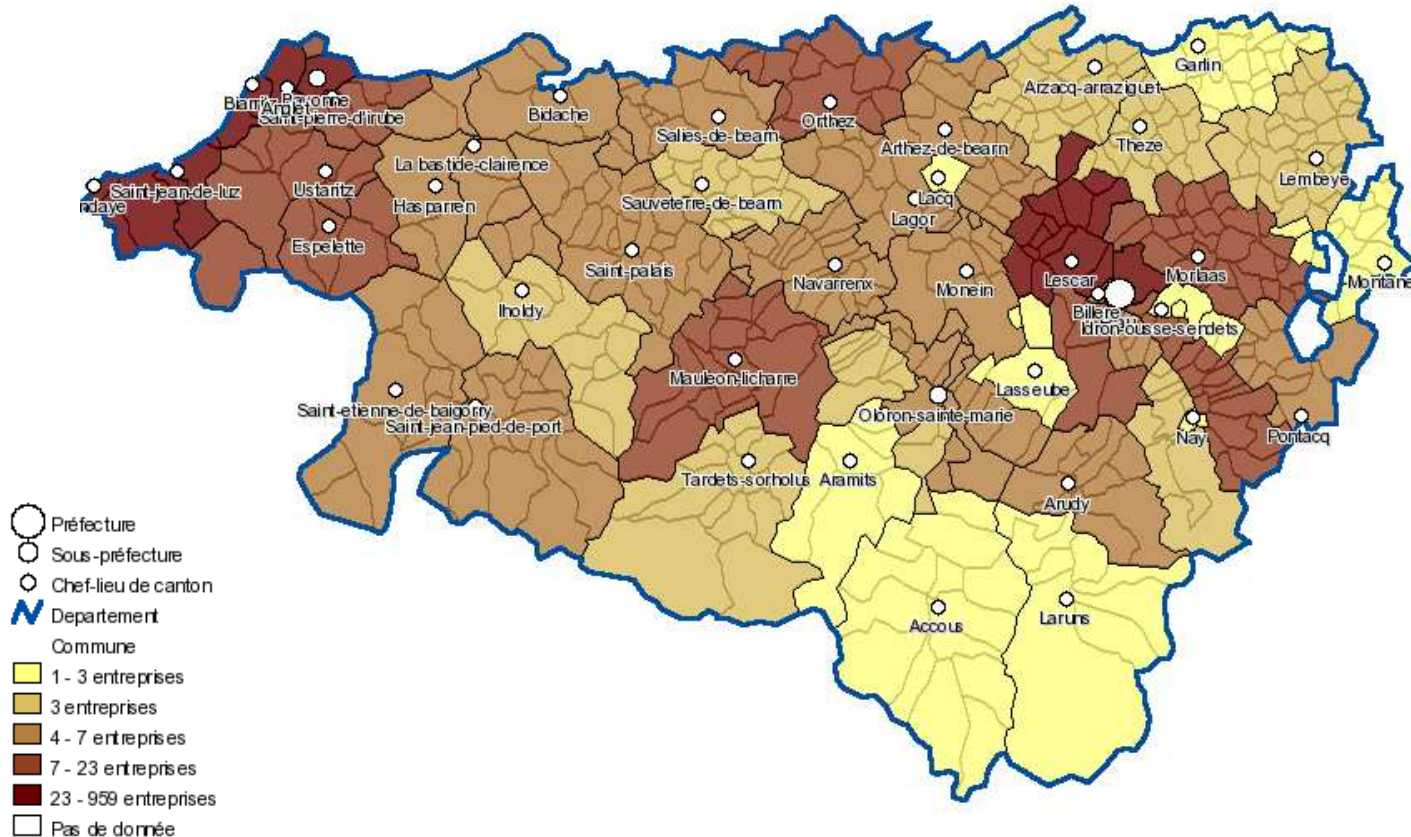 Garlin
Arzacq-arraziguet
Bayonne
Saint-pierre-d'irube
Bidache
Salies-de-bearn
Orthez
Arthez-de-bearn
Theze
Lembeye
La bastide-clairence
Saint-jean-de-luz
Ustaritz
Hasparren
Sauveterre-de-bearn
Lacq
Lagor
ndaye
Espelette
Saint-palais
Navarrenx
Monein
Lescar
Morlaas
Montane
Iholdy
Billere
Idron-ousse-sendets
Mauleon-licharre
Lasseube
Saint-etienne-de-baigorry
Saint-jean-pied-de-port
Oloron-sainte-marie
Nay
Pontacq
Tardets-sorholus
Aramits
Arudy
Accous
Laruns
Préfecture
Sous-préfecture
Chef-lieu de canton
Departement
Commune
1 - 3 entreprises
3 entreprises
4 - 7 entreprises
7 - 23 entreprises
23 - 959 entreprises
Pas de donnée